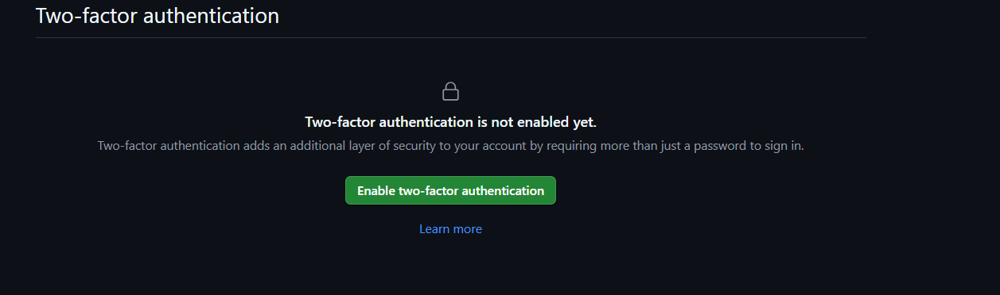 Two-factor authentication
Two-factor authentication is not enabled yet.
Two-factor authentication adds an additional layer of security to your account by requiring more than just a password to sign in.
Enable two-factor authentication
Learn more